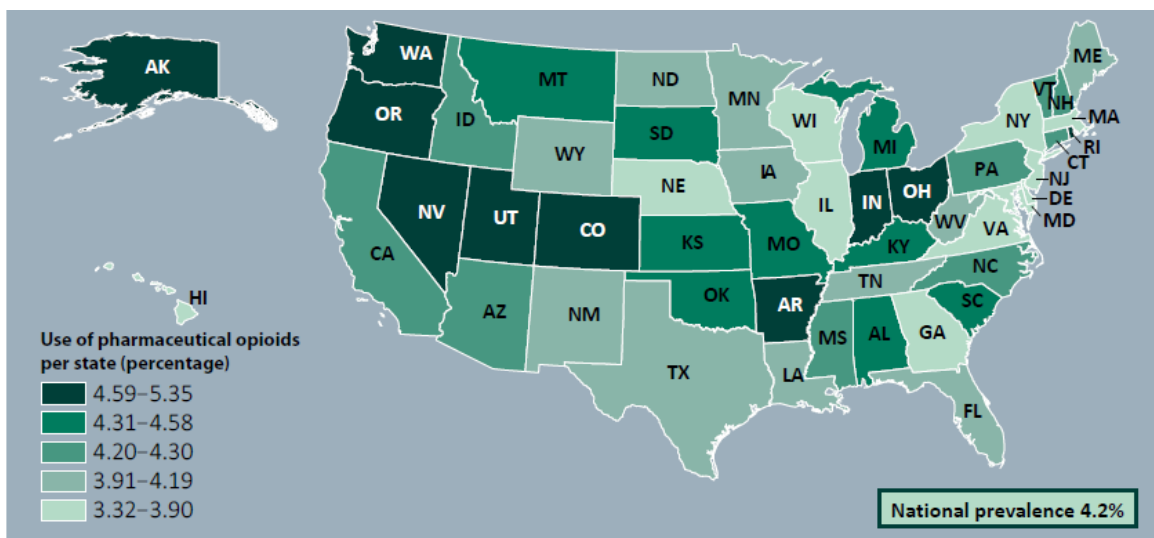 AK
WA
MT
ND
MN
ME
VT
NH
OR
ID
SD
WI
NY
MA
MI
WY
RI
CT
PA
IA
NE
NJ
OH
IN
IL
DE
NV
UT
CO
WV
MD
VA
KS
MO
KY
CA
NC
TN
OK
AR
SC
HI
AZ
NM
MS
AL
GA
TX
LA
FL
Use of pharmaceutical opioids
per state (percentage)
4.59–5.35
4.31–4.58
4.20–4.30
3.91–4.19
3.32–3.90
National prevalence 4.2%